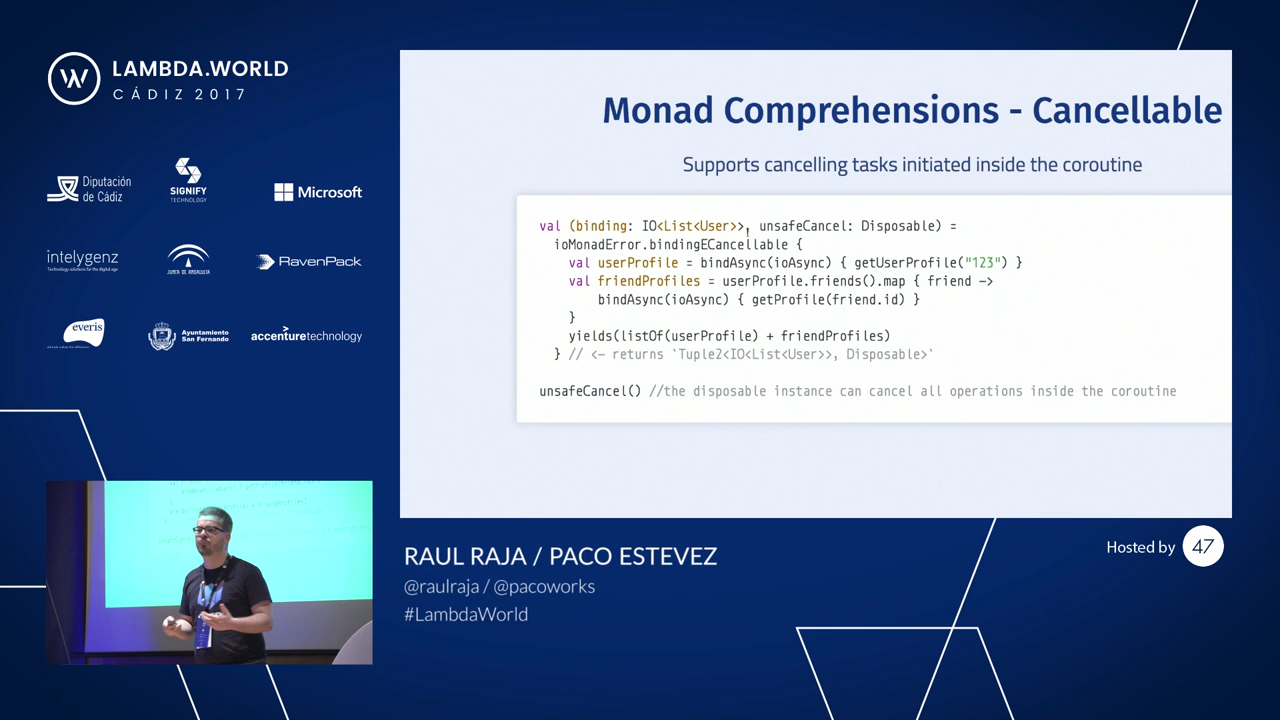 LAMBDA.WORLD
CÁDIZ 2017
Diputación
de Cádiz
SIGNIFY
TECHNOLOGY
Microsoft
intelygenz
Technology solutions for the digital age
JUNTA DE ANDALUCIA
RavenPack
everis
Ayuntamiento
San Fernando
accenturetechnology
Monad Comprehensions - Cancellable
Supports cancelling tasks initiated inside the coroutine
val (binding: IO<List<User>>, unsafeCancel: Disposable) =
ioMonadError.bindingECancellable {
val userProfile = bindAsync(ioAsync) { getUserProfile("123") }
val friendProfiles = userProfile.friends().map { friend ->
bindAsync(ioAsync) { getProfile(friend.id) }
}
yields(listOf(userProfile) + friendProfiles)
} // <- returns `Tuple2<IO<List<User>>, Disposable>`
unsafeCancel() //the disposable instance can cancel all operations inside the coroutine
RAUL RAJA / PACO ESTEVEZ
@raulraja / @pacoworks
#LambdaWorld
Hosted by 47